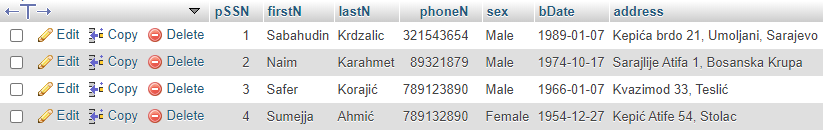 pSSN firstN lastN phoneN sex bDate address
Edit Copy Delete 1 Sabahudin Krdzalic 321543654 Male 1989-01-07 Kepića brdo 21, Umoljani, Sarajevo
Edit Copy Delete 2 Naim Karahmet 89321879 Male 1974-10-17 Sarajlije Atifa 1, Bosanska Krupa
Edit Copy Delete 3 Safer Korajić 789123890 Male 1966-01-07 Kvazimod 33, Teslić
Edit Copy Delete 4 Sumejja Ahmić 789132890 Female 1954-12-27 Kepić Atife 54, Stolac